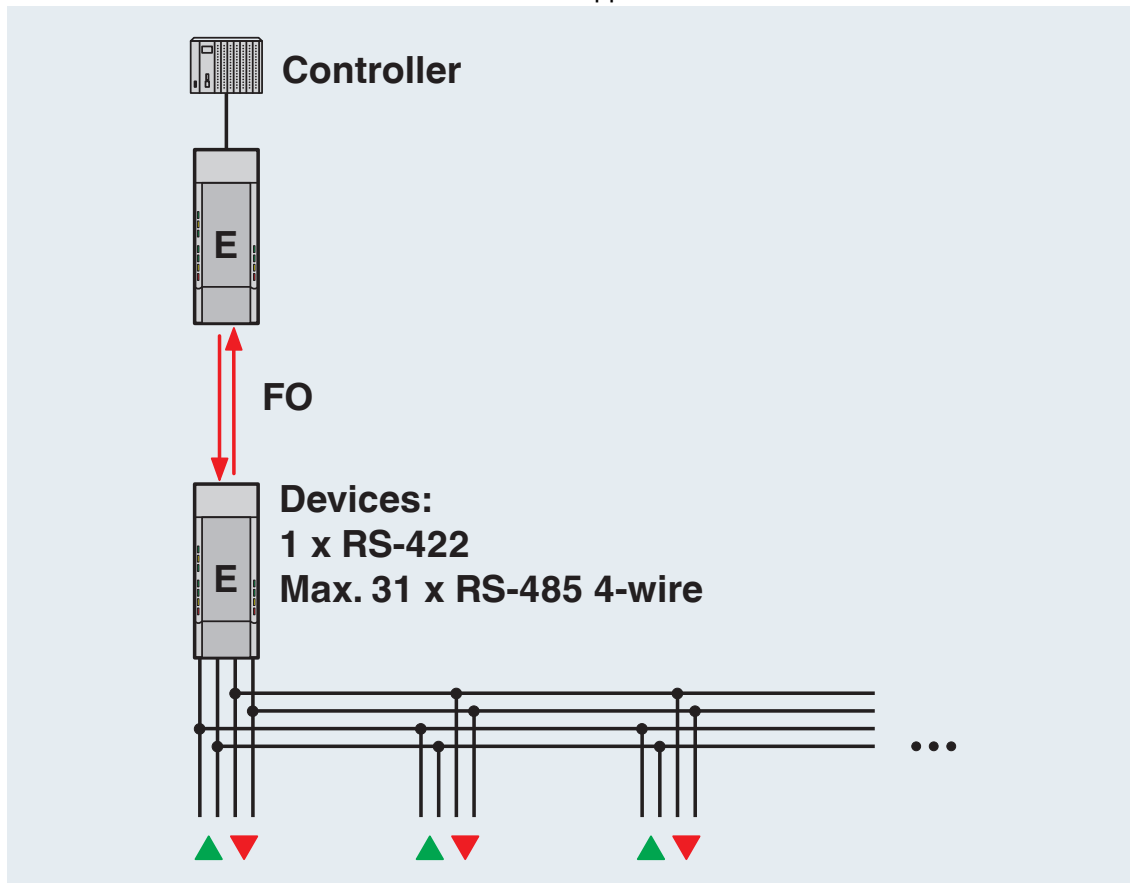 Controller
E
FO
E
Devices:
1 x RS-422
Max. 31 x RS-485 4-wire